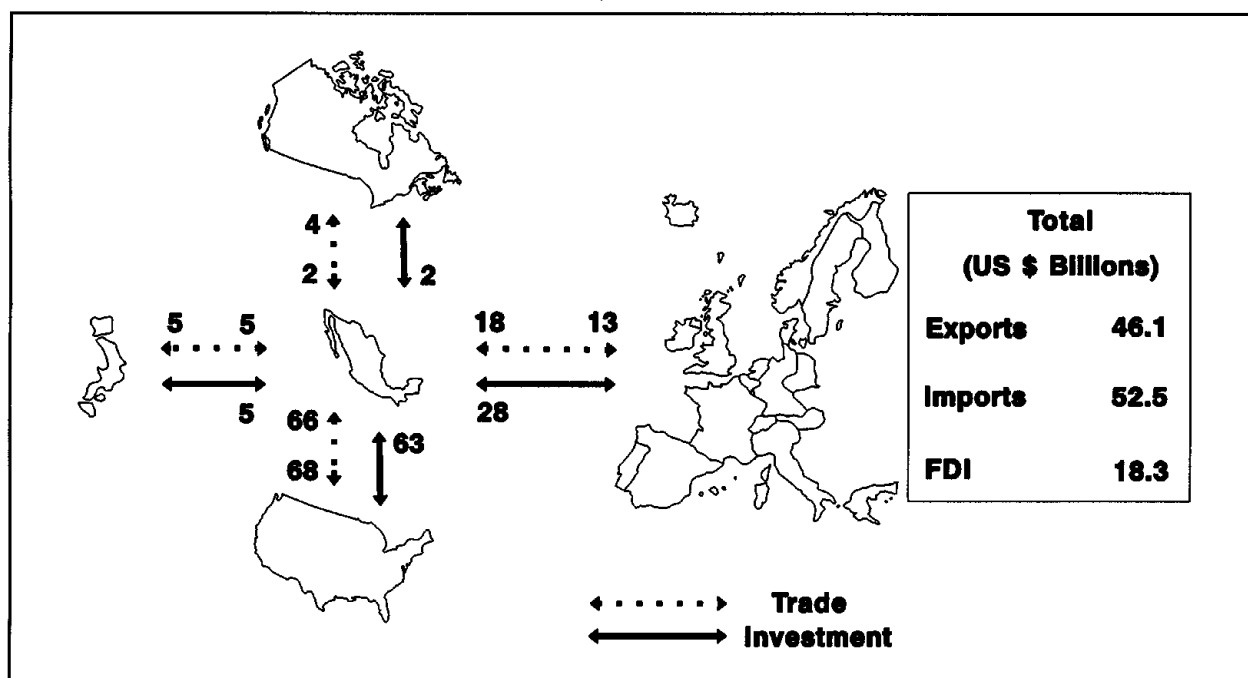 4
2
2
5 5
5
18 13
28
66
63
68
Total
(US $ Billions)
Exports 46.1
Imports 52.5
FDI 18.3
Trade
Investment